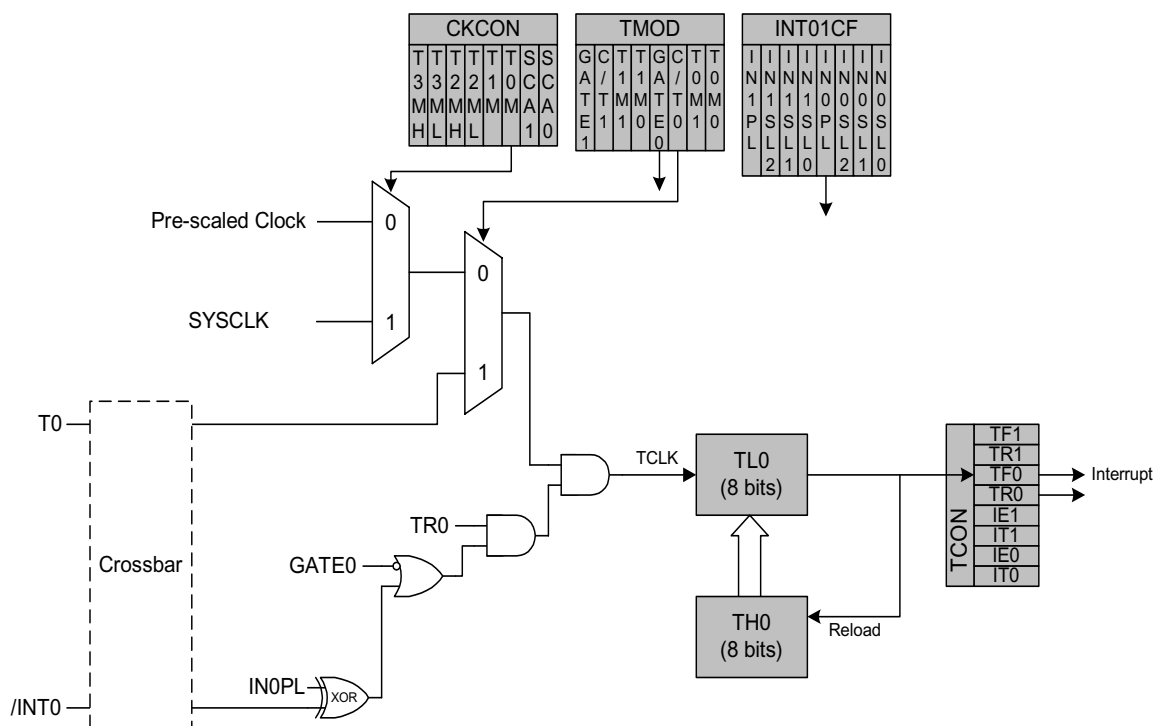 CKCON
T3MH
T3ML
T2MH
T2ML
T1M
T0M
SCA1
SCA0
TMOD
GATE1
C/T1
T1M1
T1M0
GATE0
C/T0
T0M1
T0M0
INT01CF
IN1PL
IN1SL2
IN1SL1
IN1SL0
IN0PL
IN0SL2
IN0SL1
IN0SL0
Pre-scaled Clock
0
SYSCLK
1
0
1
T0
Crossbar
/INT0
GATE0
TR0
IN0PL
XOR
TCLK
TL0
(8 bits)
TH0
(8 bits)
Reload
TCON
TF1
TR1
TF0
TR0
IE1
IT1
IE0
IT0
Interrupt